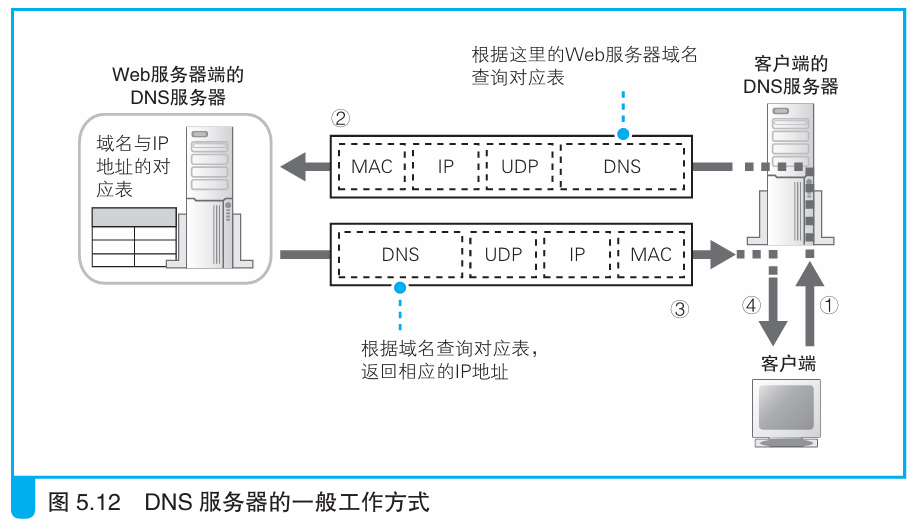 根据这里的Web服务器域名
查询对应表
客户端的
DNS服务器
Web服务器端的
DNS服务器
②
域名与IP
地址的对
应表
MAC
IP
UDP
DNS
DNS
UDP
IP
MAC
③
④
①
根据域名查询对应表，
返回相应的IP地址
客户端
图 5.12 DNS 服务器的一般工作方式